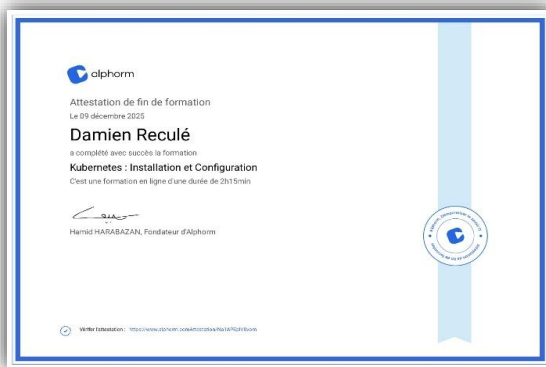 alphorm
Attestation de fin de formation
Le 09 décembre 2025
Damien Reculé
a complété avec succès la formation
Kubernetes : Installation et Configuration
C'est une formation en ligne d'une durée de 2h15min
Hamid HARABAZAN, Fondateur d'Alphorm
Vérifier l'attestation :